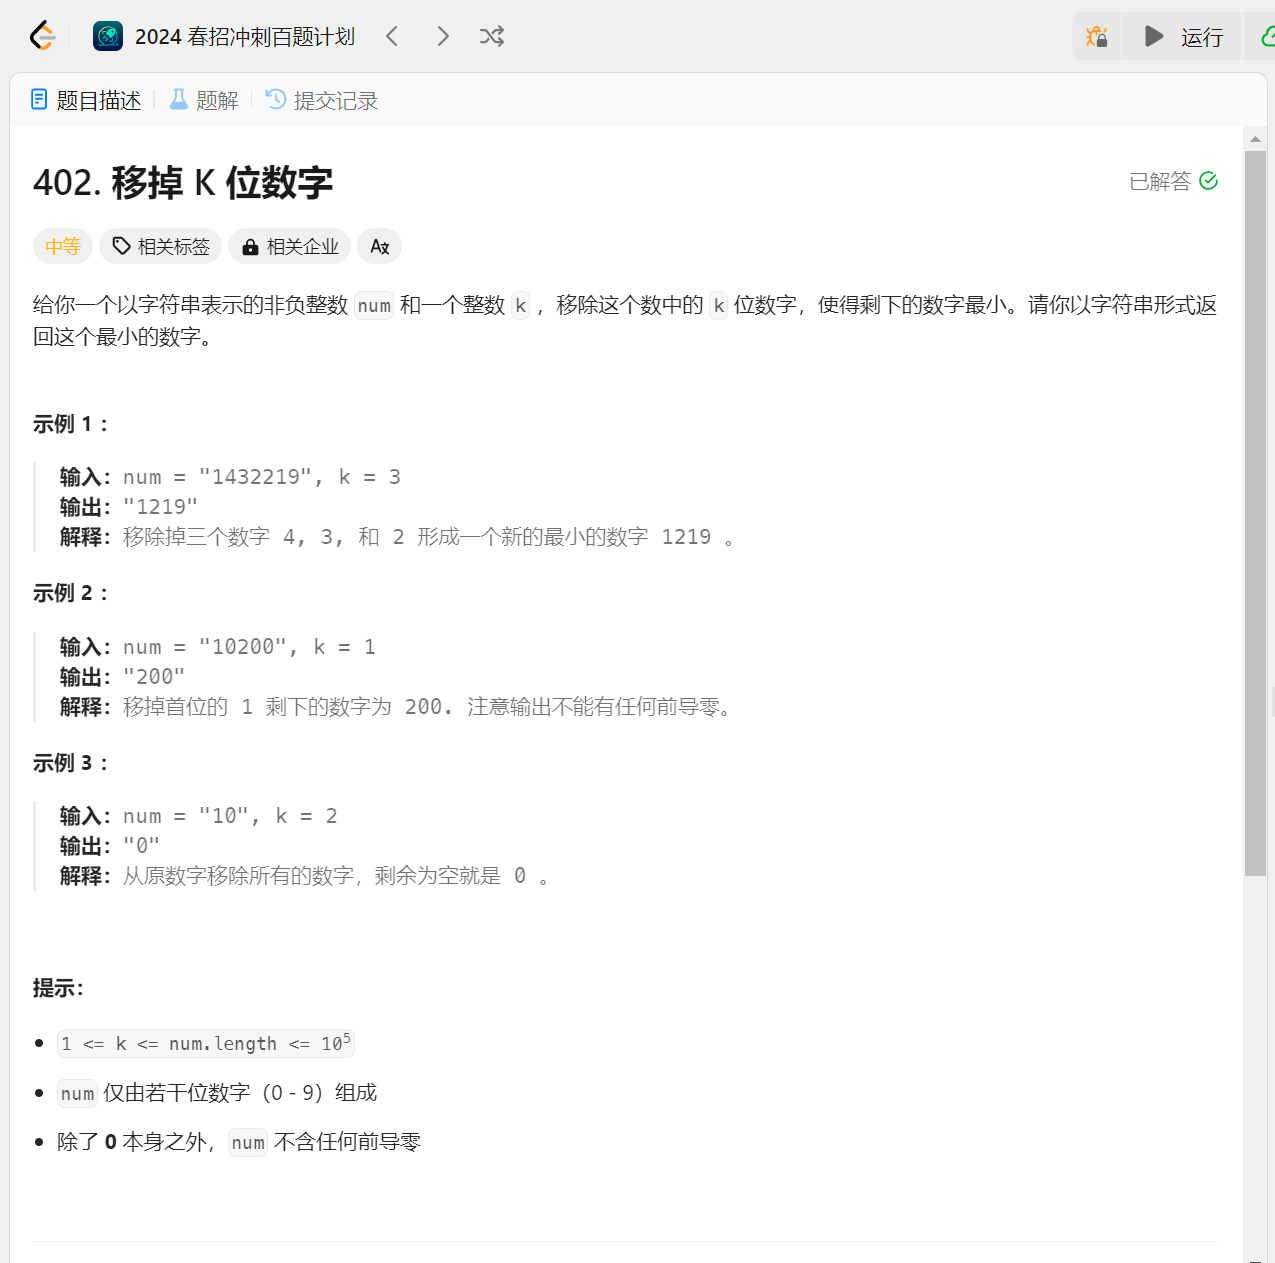 2024 春招冲刺百题计划
运行
题目描述 题解 提交记录
402. 移掉 K 位数字
已解答
中等 相关标签 相关企业
给你一个以字符串表示的非负整数 num 和一个整数 k ，移除这个数中的 k 位数字，使得剩下的数字最小。请你以字符串形式返
回这个最小的数字。
示例 1 ：
输入：num = "1432219", k = 3
输出："1219"
解释：移除掉三个数字 4, 3, 和 2 形成一个新的最小的数字 1219 。
示例 2 ：
输入：num = "10200", k = 1
输出："200"
解释：移掉首位的 1 剩下的数字为 200. 注意输出不能有任何前导零。
示例 3 ：
输入：num = "10", k = 2
输出："0"
解释：从原数字移除所有的数字，剩余为空就是 0 。
提示：
1 <= k <= num.length <= 10⁵
num 仅由若干位数字（0 - 9）组成
除了 0 本身之外，num 不含任何前导零